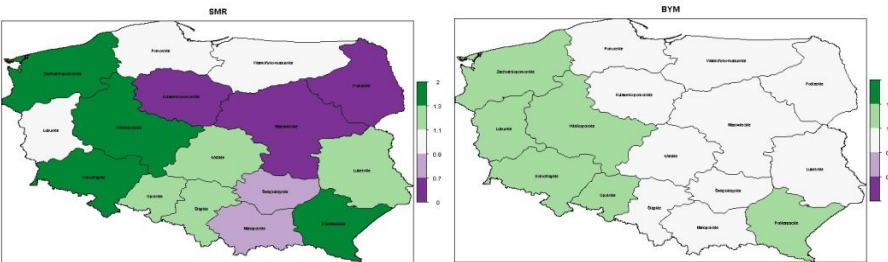 SMR
BYM
Pomorskie
Warmińsko-mazurskie
Zachodniopomorskie
Podlaskie
Kujawsko-pomorskie
Lubuskie
Wielkopolskie
Mazowieckie
Łódzkie
Lubelskie
Dolnośląskie
Opolskie
Śląskie
Świętokrzyskie
Małopolskie
Podkarpackie
2
1.3
1.1
0.9
0.7
0
Pomorskie
Warmińsko-mazurskie
Zachodniopomorskie
Podlaskie
Kujawsko-pomorskie
Lubuskie
Wielkopolskie
Mazowieckie
Łódzkie
Lubelskie
Dolnośląskie
Opolskie
Śląskie
Świętokrzyskie
Małopolskie
Podkarpackie